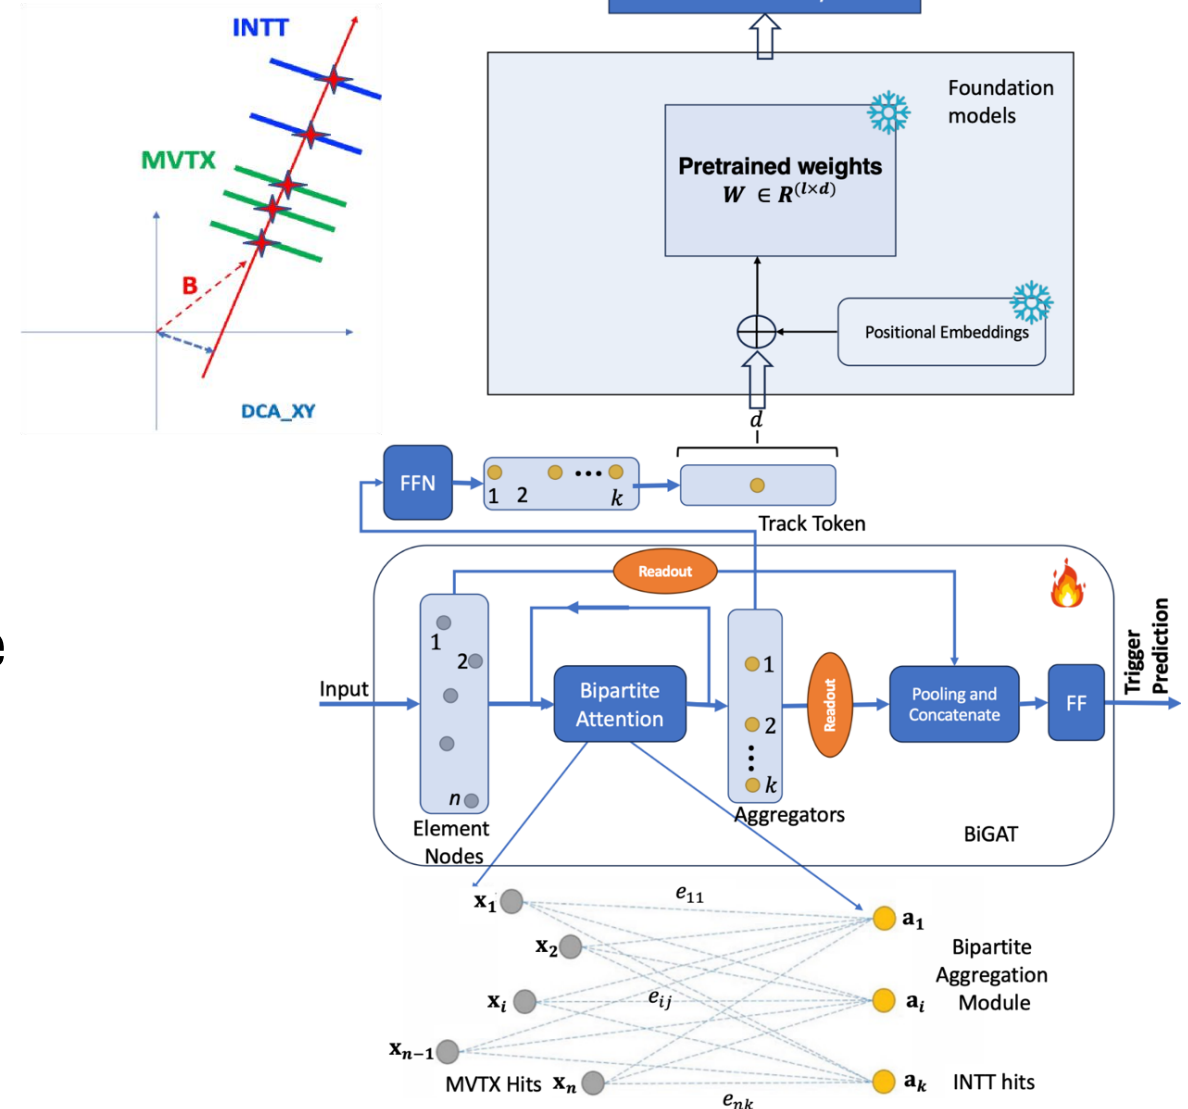 INTT
MVTX
B
DCA_XY
Foundation
models
Pretrained weights
W ∈ R^(l×d)
Positional Embeddings
d
FFN
1 2 ••• k
Track Token
Readout
Trigger
Prediction
Input
1
2
n
Element
Nodes
Bipartite
Attention
1
2
k
Aggregators
Readout
Pooling and
Concatenate
FF
BiGAT
x₁
e₁₁
a₁
x₂
Bipartite
Aggregation
Module
xᵢ
eᵢⱼ
aᵢ
xₙ₋₁
MVTX Hits
xₙ
eₙₖ
aₖ
INTT hits